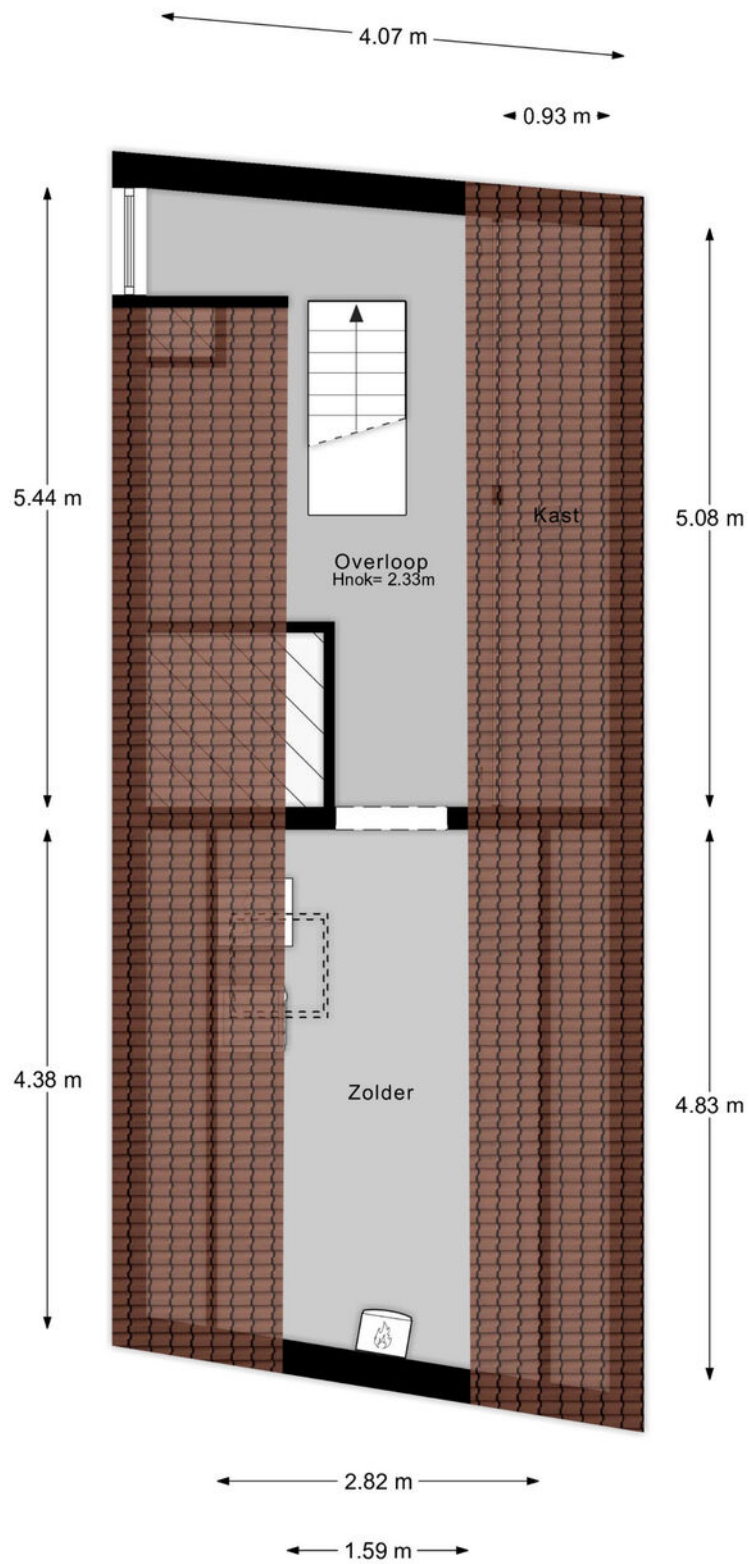 4.07 m
0.93 m
5.44 m
Kast
5.08 m
Overloop
Hnok= 2.33m
4.38 m
Zolder
4.83 m
2.82 m
1.59 m